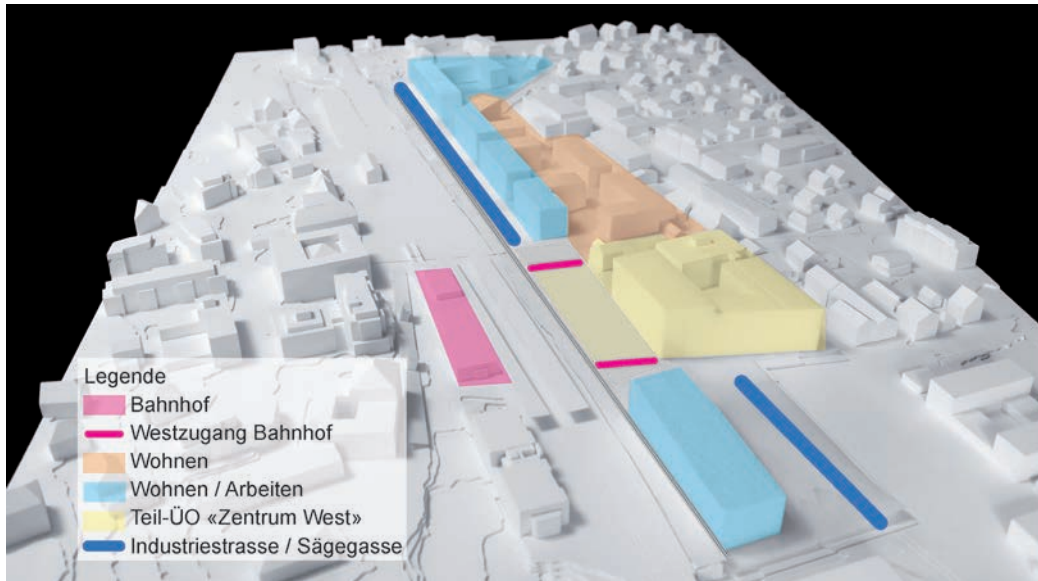 Legende
Bahnhof
Westzugang Bahnhof
Wohnen
Wohnen / Arbeiten
Teil-ÜO «Zentrum West»
Industriestrasse / Sägegasse